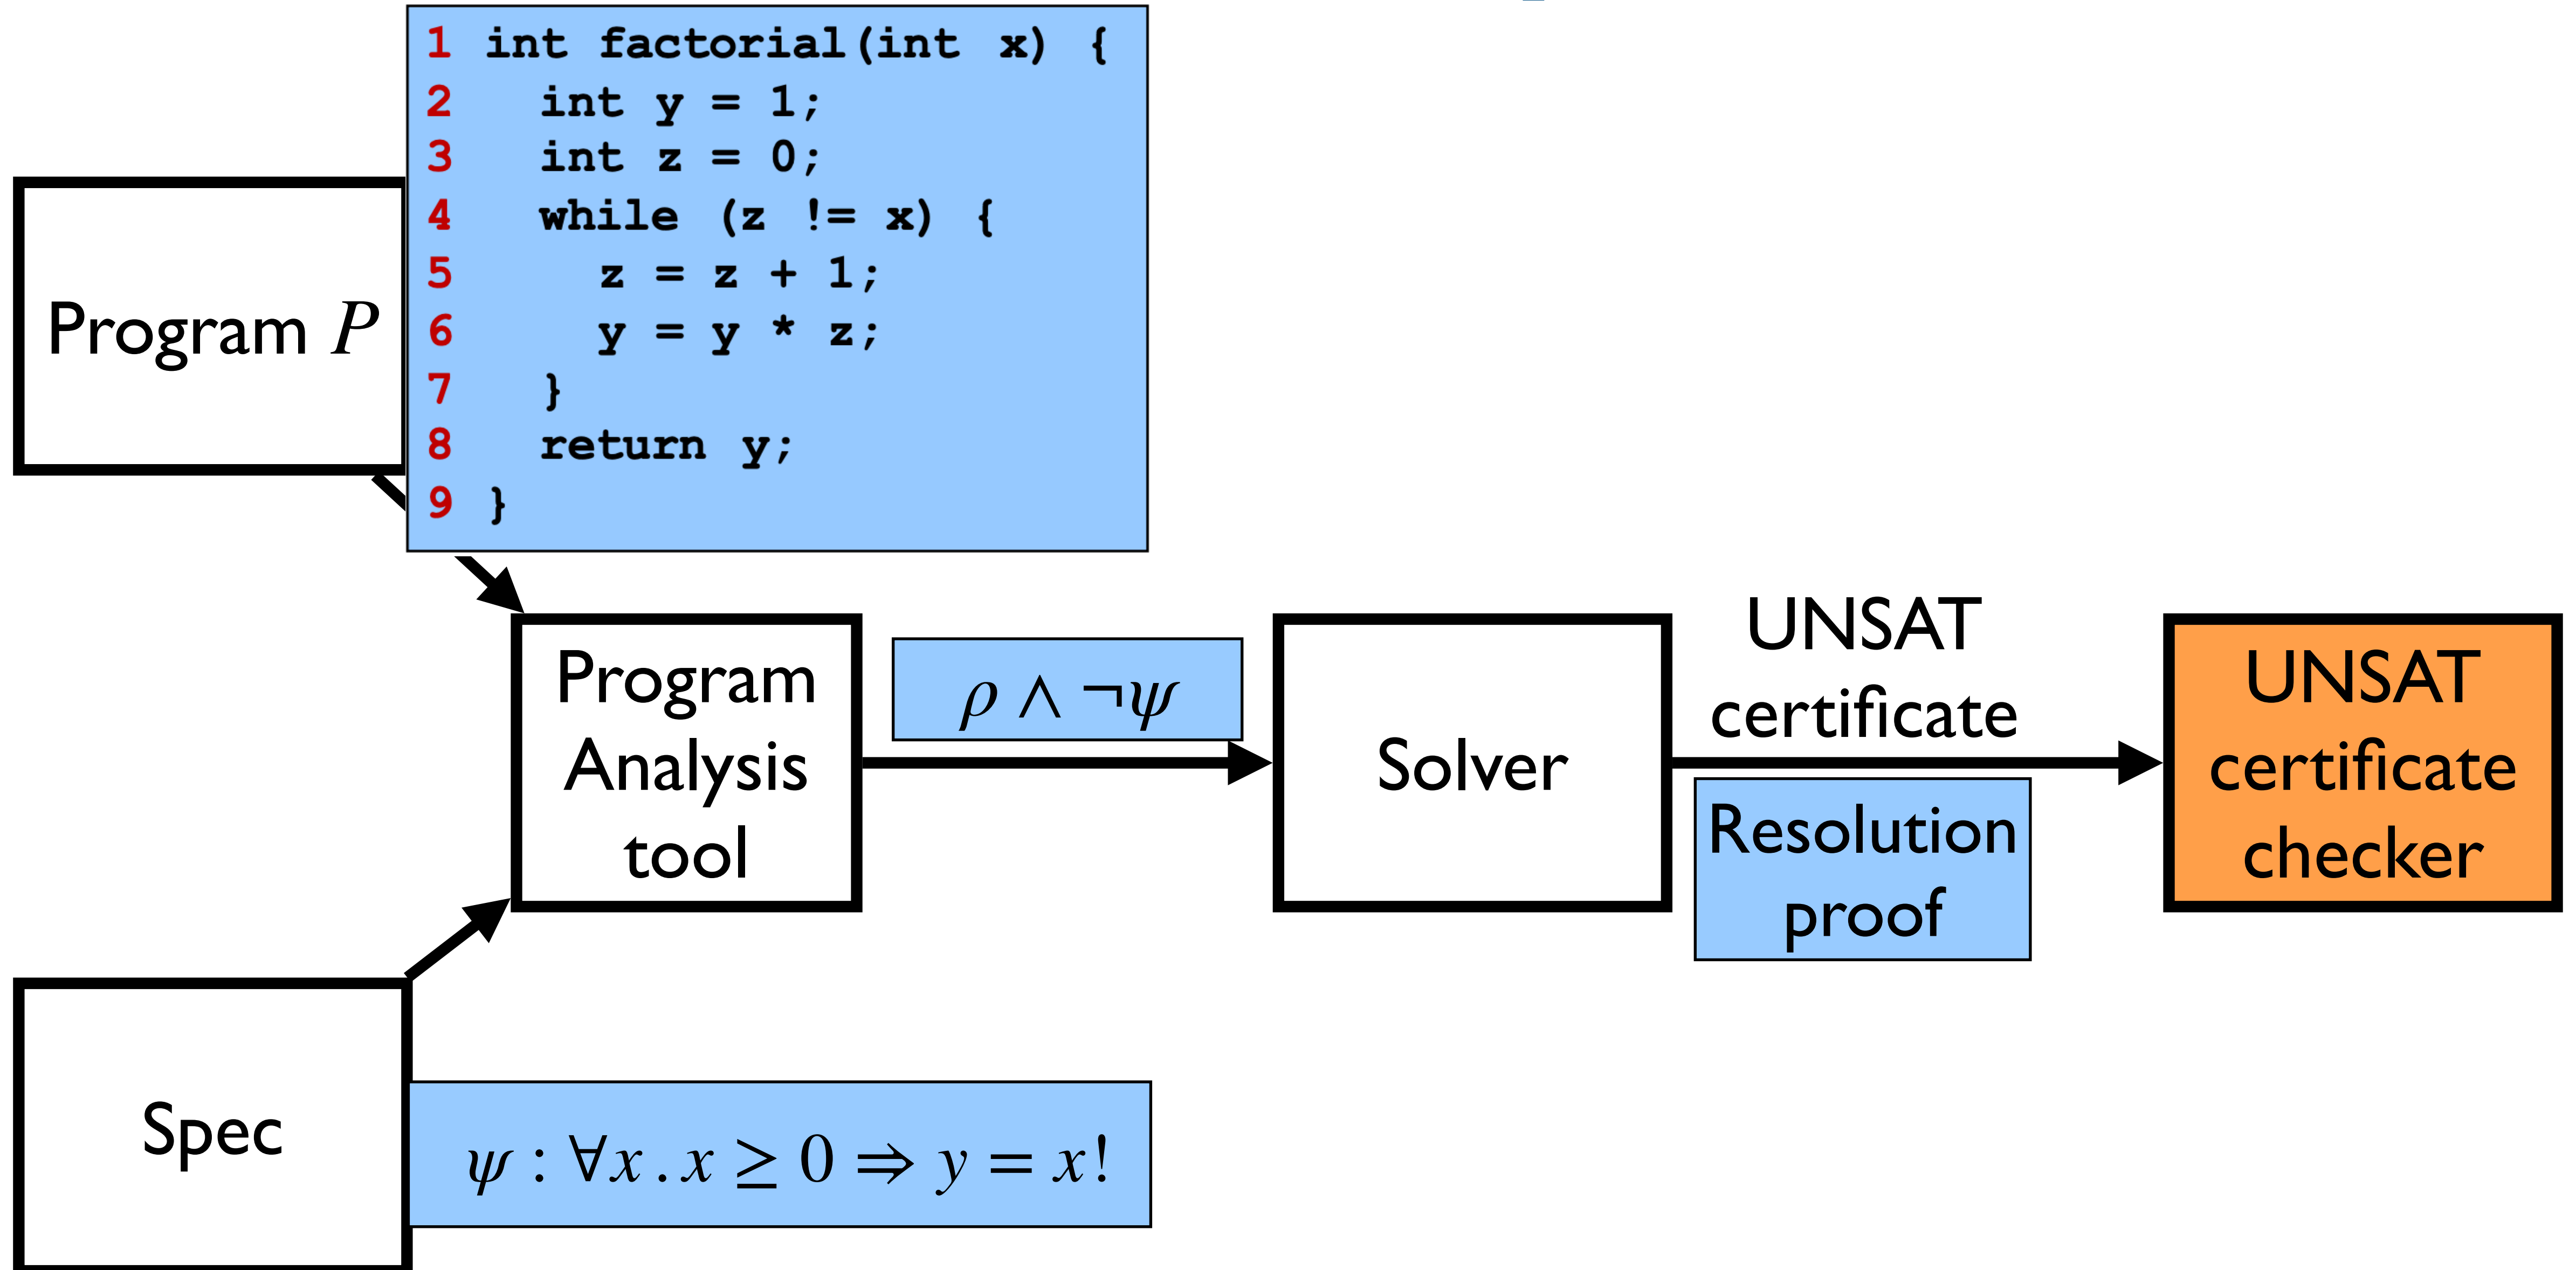 1 int factorial(int x) {
2 int y = 1;
3 int z = 0;
4 while (z != x) {
5 z = z + 1;
6 y = y * z;
7 }
8 return y;
9 }
Program P
Program
Analysis
tool
ρ ∧ ¬ψ
Solver
UNSAT
certificate
Resolution
proof
UNSAT
certificate
checker
Spec
ψ : ∀x . x ≥ 0 ⇒ y = x!